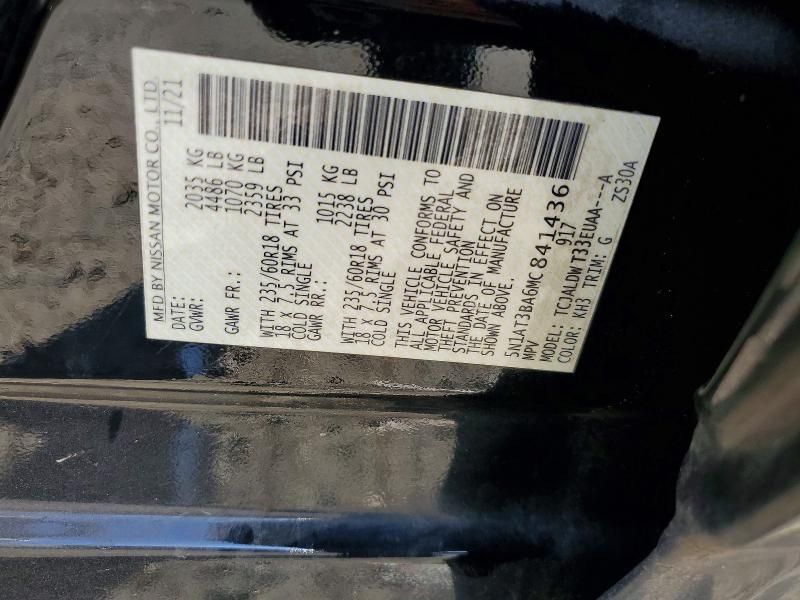 MFD BY NISSAN MOTOR CO., LTD.
DATE: 11/21
GVWR: 2035 KG
4486 LB
GAWR FR.: 1070 KG
2359 LB
WITH 235/60R18 TIRES
18 X 7.5 RIMS AT 33 PSI
COLD SINGLE
GAWR RR.: 1015 KG
2238 LB
WITH 235/60R18 TIRES
18 X 7.5 RIMS AT 30 PSI
COLD SINGLE
THIS VEHICLE CONFORMS TO
ALL APPLICABLE FEDERAL
MOTOR VEHICLE SAFETY AND
THEFT PREVENTION
STANDARDS IN EFFECT ON
THE DATE OF MANUFACTURE
SHOWN ABOVE.
5N1AT3BA6MC841436
MPV 917
MODEL: TCJALDWT33EUAA---A
COLOR: KH3 TRIM: G ZS30A